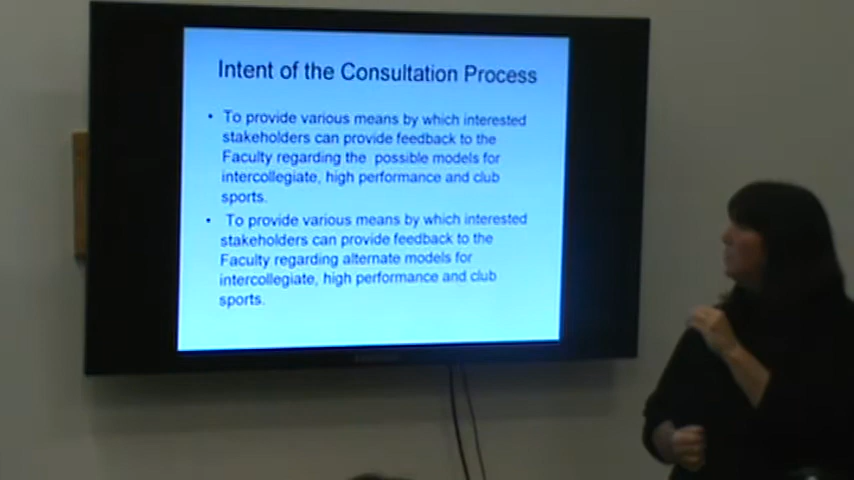 Intent of the Consultation Process
• To provide various means by which interested
stakeholders can provide feedback to the
Faculty regarding the possible models for
intercollegiate, high performance and club
sports.
• To provide various means by which interested
stakeholders can provide feedback to the
Faculty regarding alternate models for
intercollegiate, high performance and club
sports.